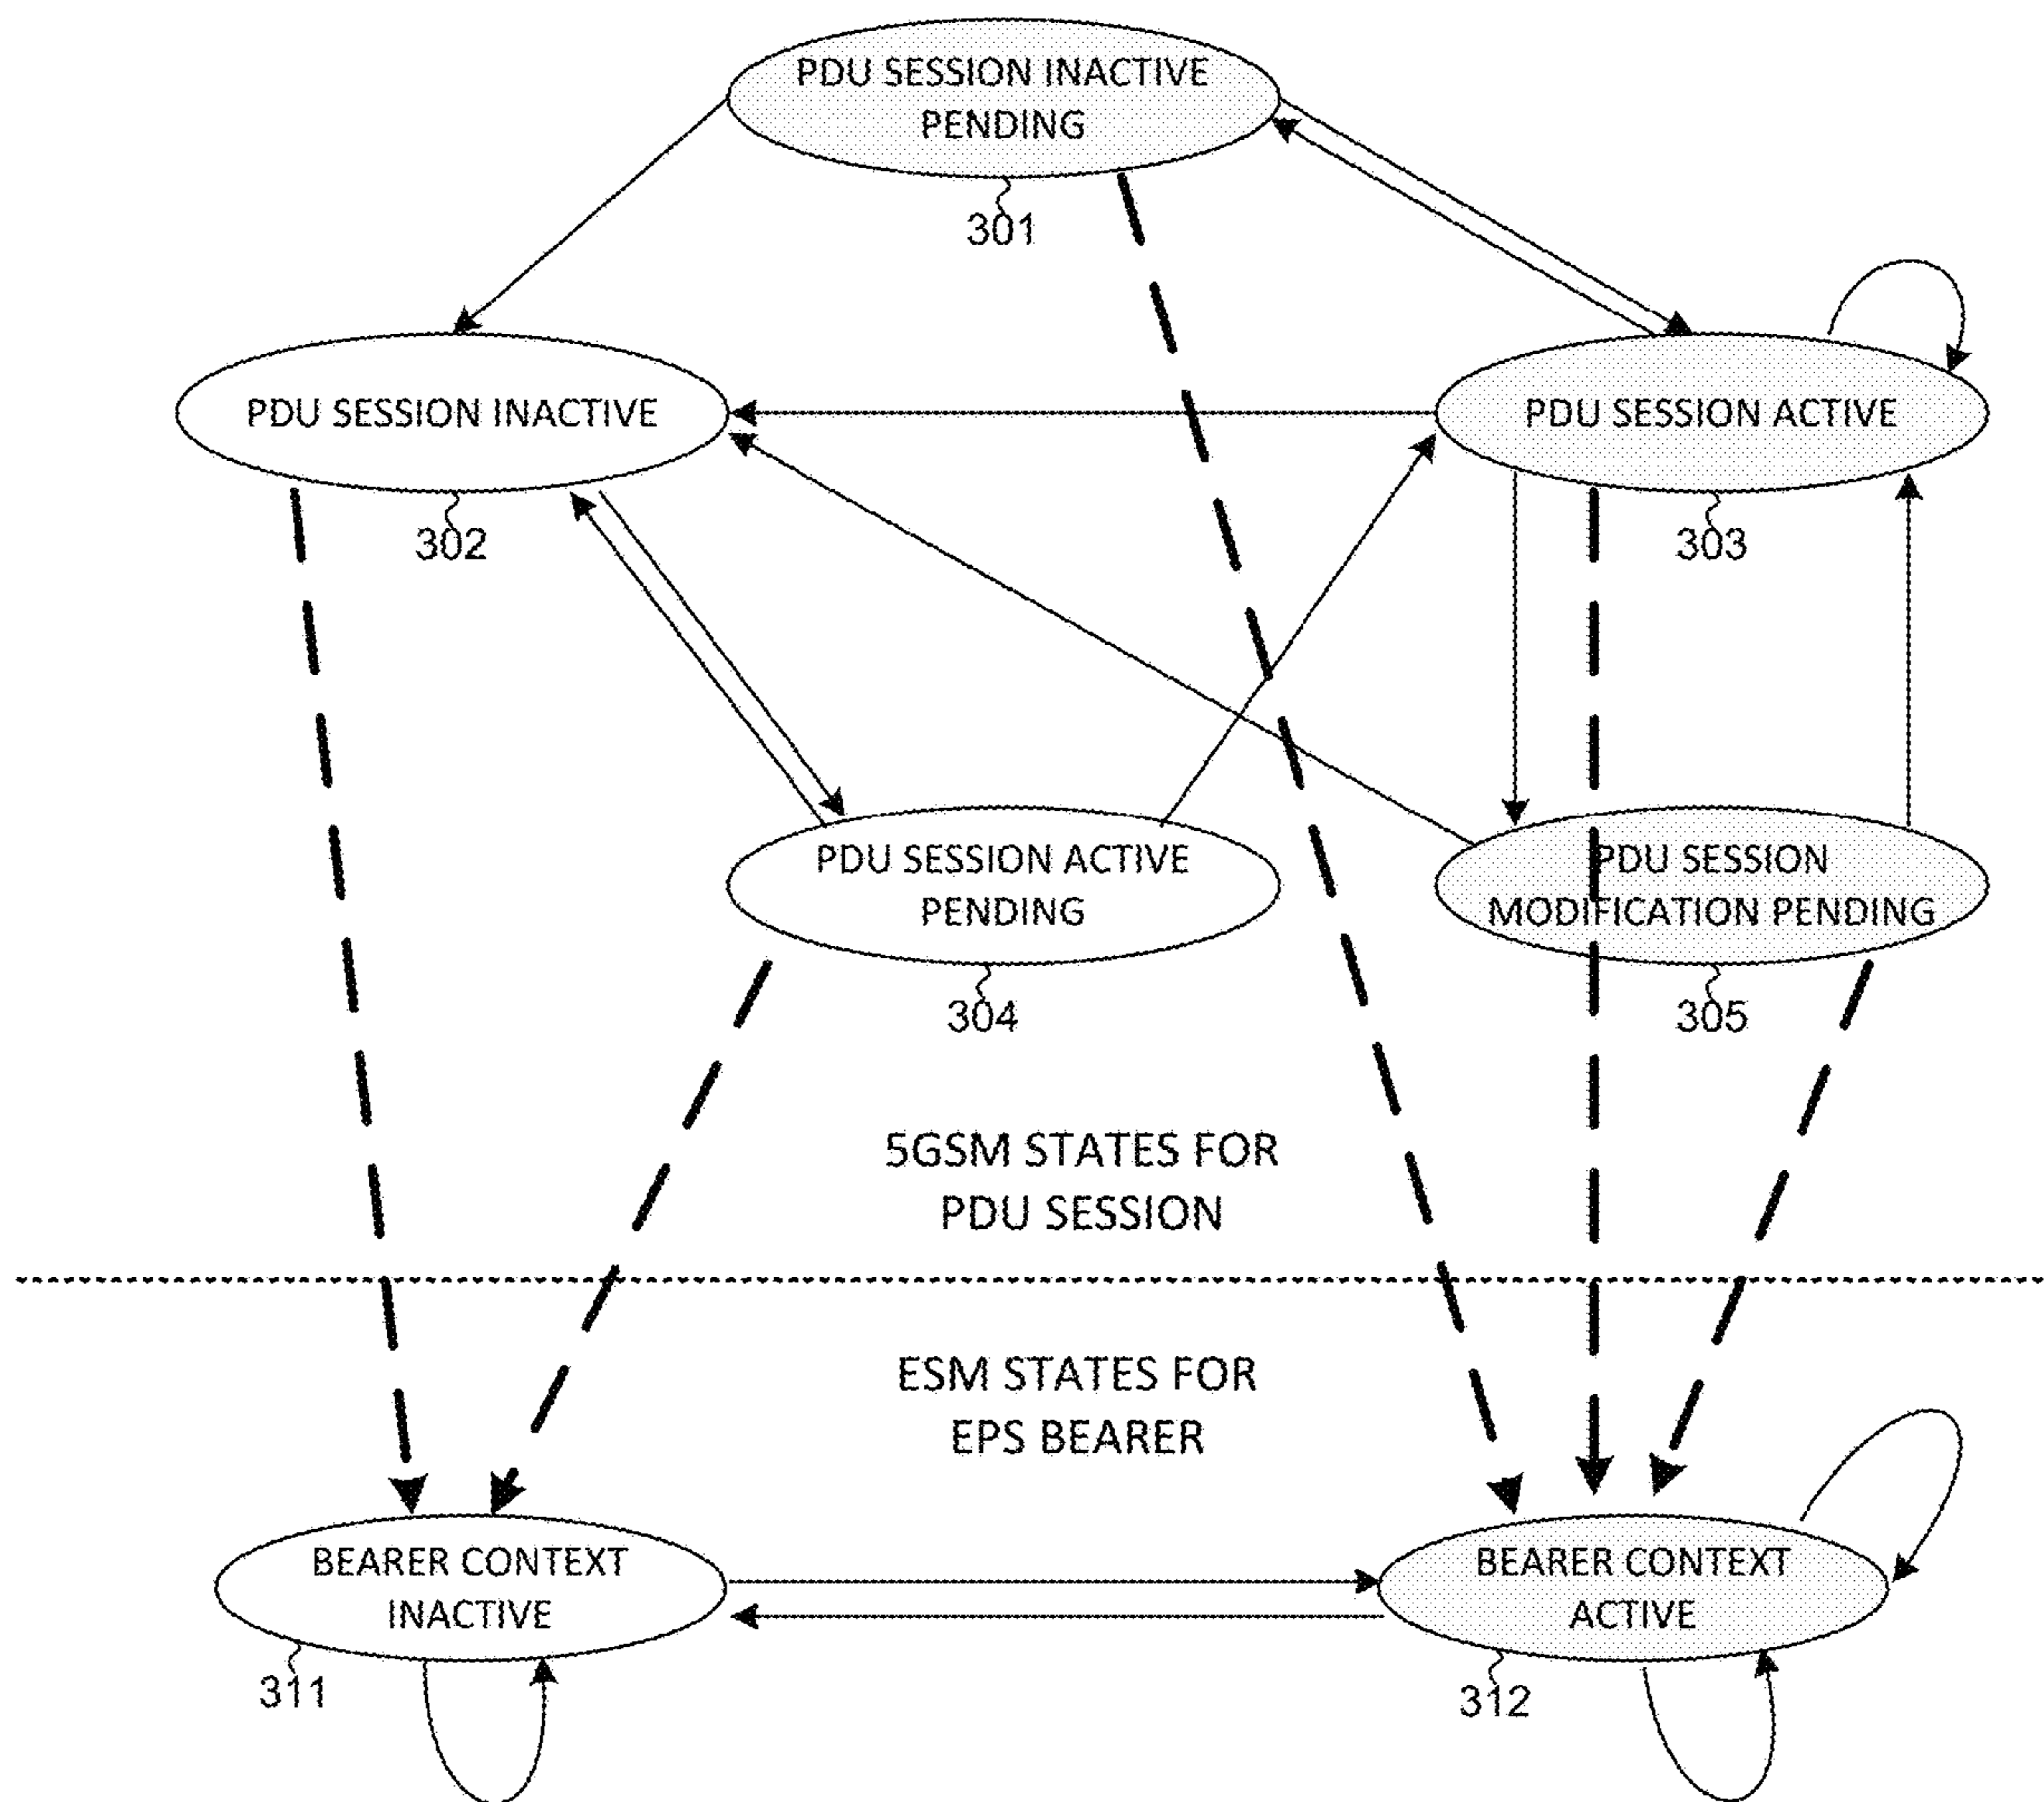 PDU SESSION INACTIVE
PENDING
301
PDU SESSION INACTIVE
302
PDU SESSION ACTIVE
303
PDU SESSION ACTIVE
PENDING
304
PDU SESSION
MODIFICATION PENDING
305
5GSM STATES FOR
PDU SESSION
ESM STATES FOR
EPS BEARER
BEARER CONTEXT
INACTIVE
311
BEARER CONTEXT
ACTIVE
312